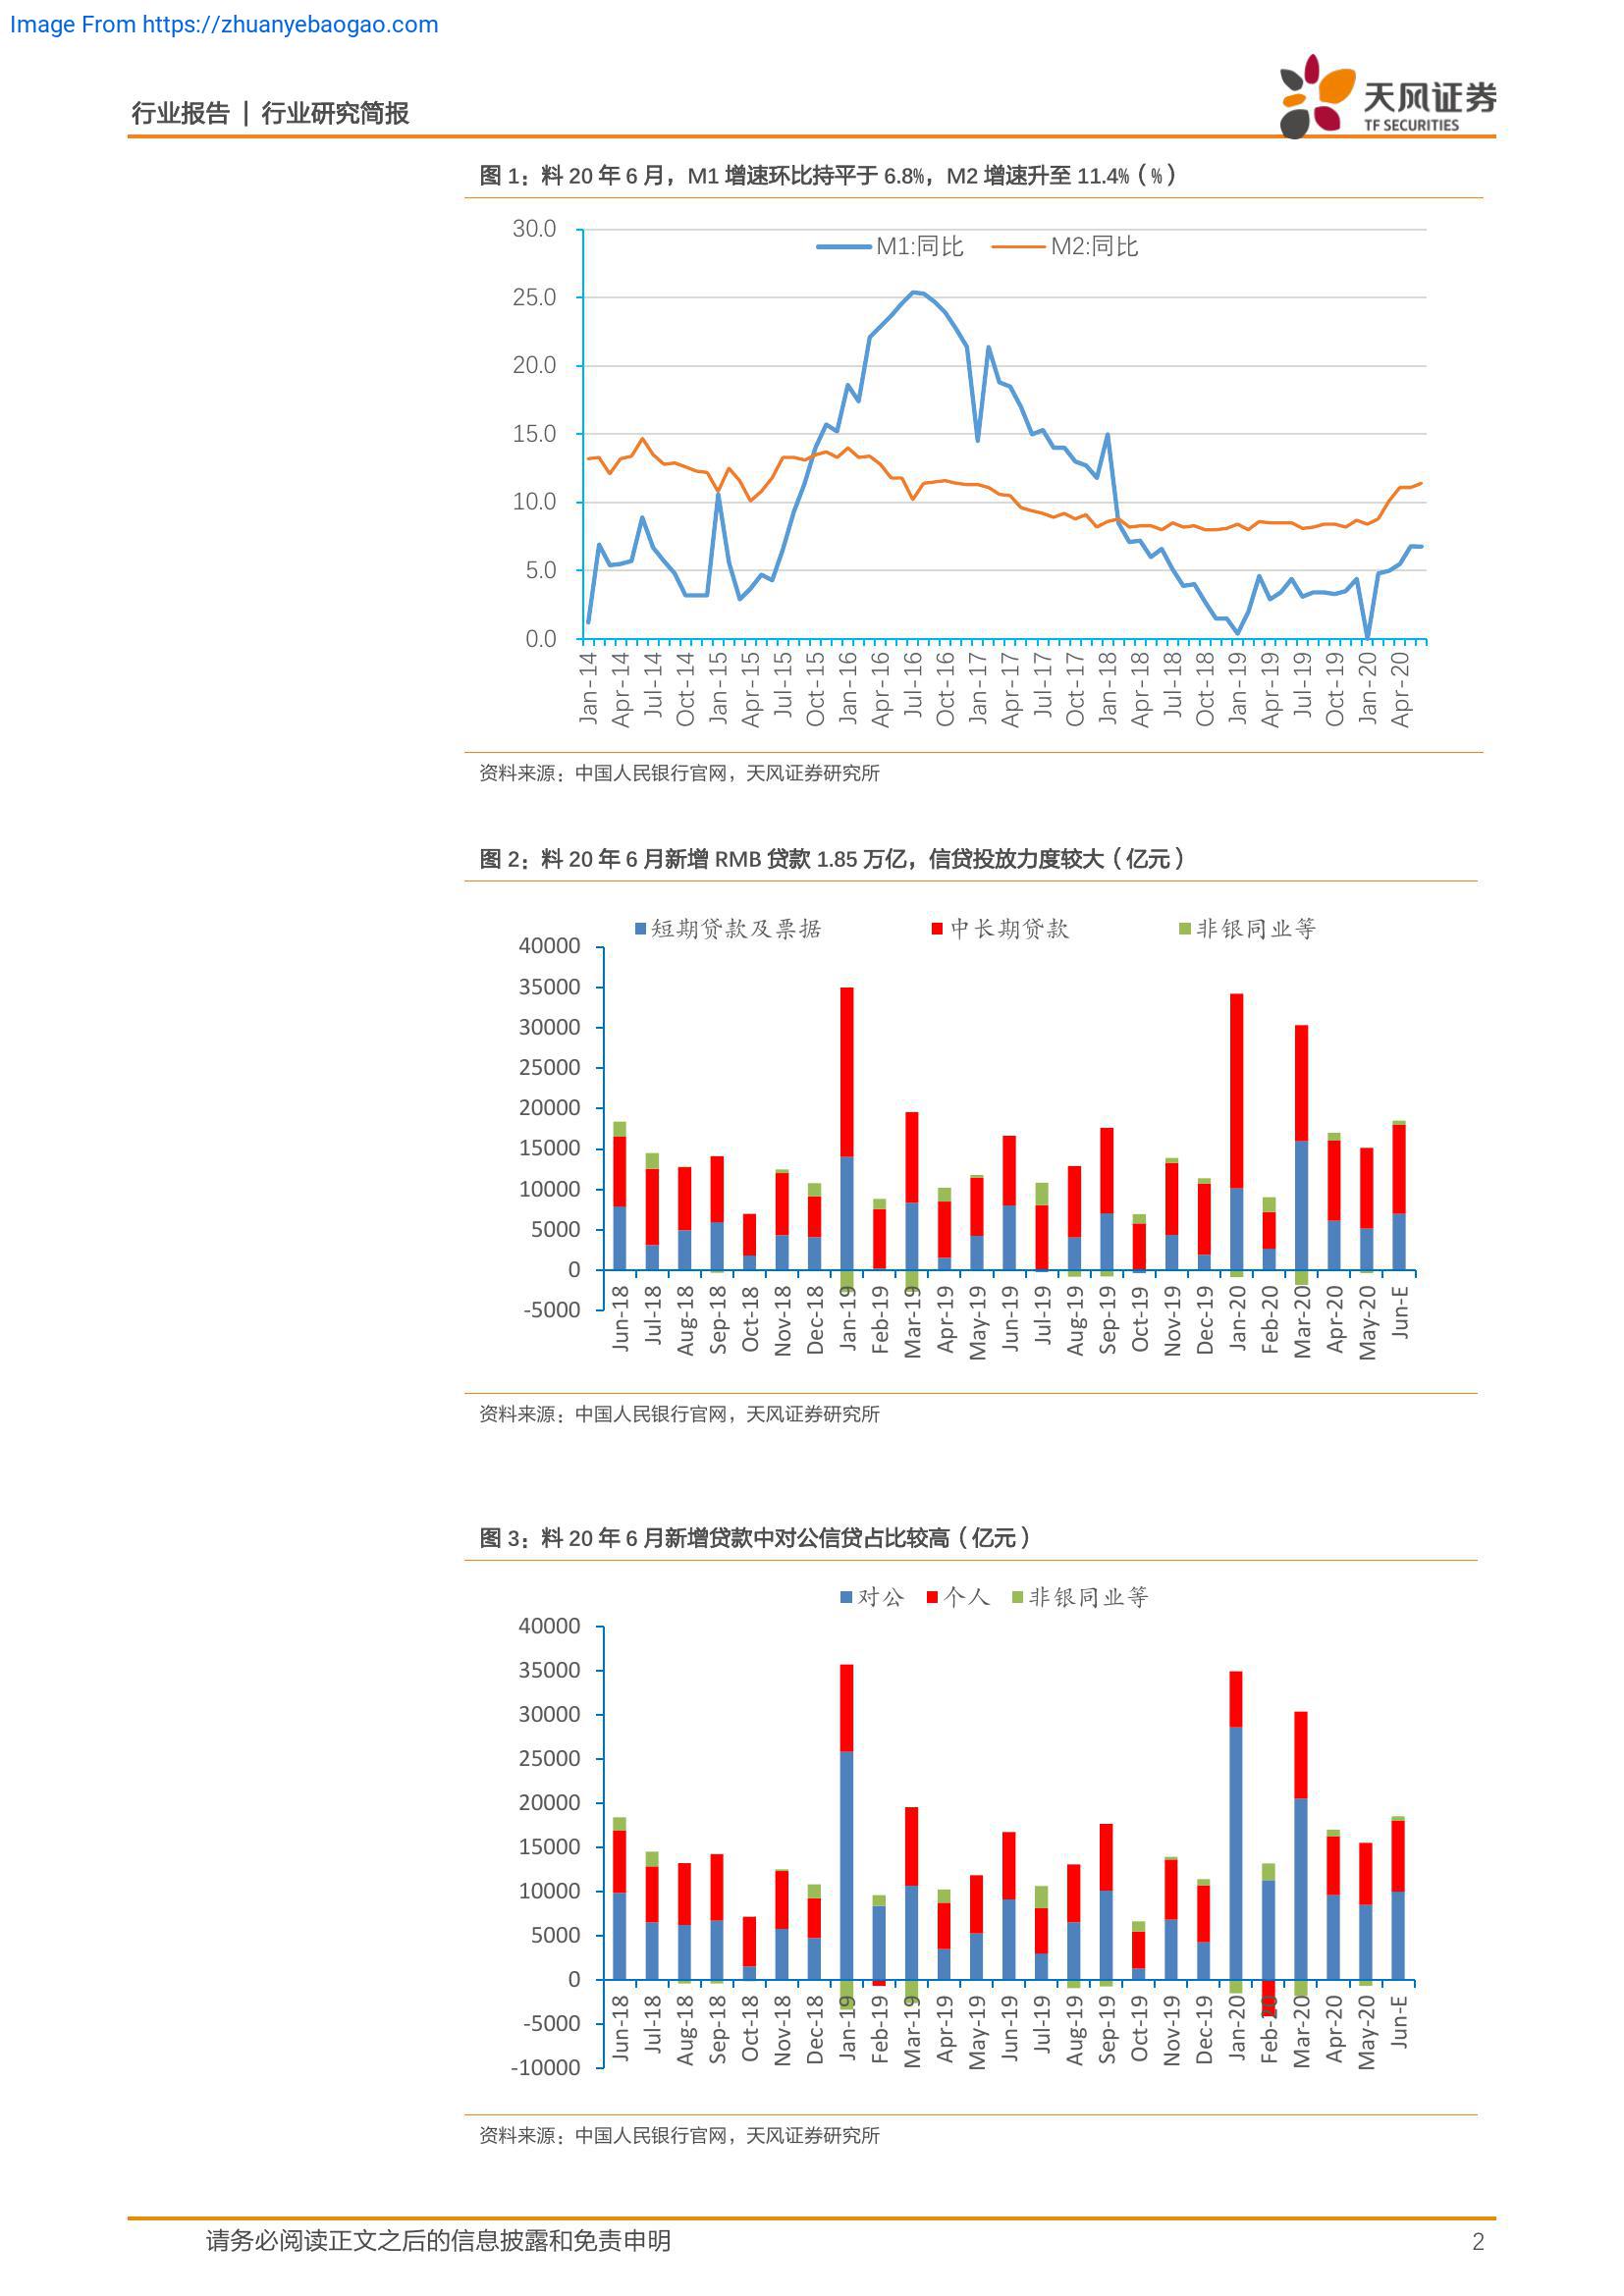 Image From https://zhuanyebaogao.com
行业报告 | 行业研究简报
天风证券
TF SECURITIES
图 1：料 20 年 6 月，M1 增速环比持平于 6.8%，M2 增速升至 11.4%（%）
M1:同比 M2:同比
30.0
25.0
20.0
15.0
10.0
5.0
0.0
Jan-14 Apr-14 Jul-14 Oct-14 Jan-15 Apr-15 Jul-15 Oct-15 Jan-16 Apr-16 Jul-16 Oct-16 Jan-17 Apr-17 Jul-17 Oct-17 Jan-18 Apr-18 Jul-18 Oct-18 Jan-19 Apr-19 Jul-19 Oct-19 Jan-20 Apr-20
资料来源：中国人民银行官网，天风证券研究所
图 2：料 20 年 6 月新增 RMB 贷款 1.85 万亿，信贷投放力度较大（亿元）
短期贷款及票据 中长期贷款 非银同业等
40000
35000
30000
25000
20000
15000
10000
5000
0
-5000
Jun-18 Jul-18 Aug-18 Sep-18 Oct-18 Nov-18 Dec-18 Jan-19 Feb-19 Mar-19 Apr-19 May-19 Jun-19 Jul-19 Aug-19 Sep-19 Oct-19 Nov-19 Dec-19 Jan-20 Feb-20 Mar-20 Apr-20 May-20 Jun-E
资料来源：中国人民银行官网，天风证券研究所
图 3：料 20 年 6 月新增贷款中对公信贷占比较高（亿元）
对公 个人 非银同业等
40000
35000
30000
25000
20000
15000
10000
5000
0
-5000
-10000
Jun-18 Jul-18 Aug-18 Sep-18 Oct-18 Nov-18 Dec-18 Jan-19 Feb-19 Mar-19 Apr-19 May-19 Jun-19 Jul-19 Aug-19 Sep-19 Oct-19 Nov-19 Dec-19 Jan-20 Feb-20 Mar-20 Apr-20 May-20 Jun-E
资料来源：中国人民银行官网，天风证券研究所
请务必阅读正文之后的信息披露和免责申明 2